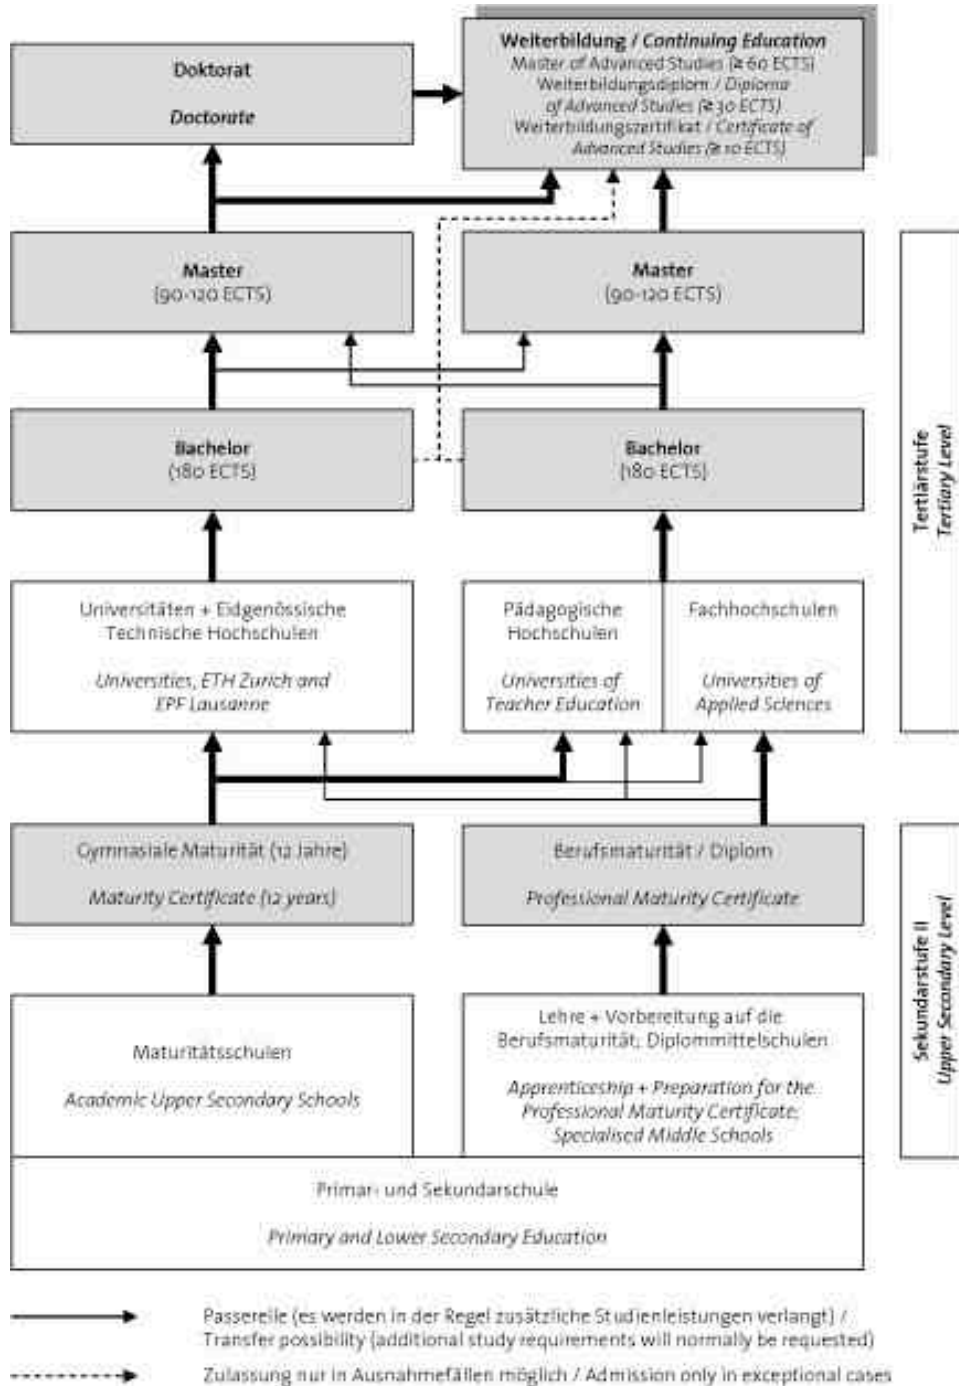 Doktorat
Doctorate
Weiterbildung / Continuing Education
Master of Advanced Studies (≥ 60 ECTS)
Weiterbildungsdiplom / Diploma
of Advanced Studies (≥ 30 ECTS)
Weiterbildungszertifikat / Certificate of
Advanced Studies (≥ 10 ECTS)
Master
(90-120 ECTS)
Master
(90-120 ECTS)
Bachelor
(180 ECTS)
Bachelor
(180 ECTS)
Tertiärstufe
Tertiary Level
Universitäten + Eidgenössische
Technische Hochschulen
Universities, ETH Zurich and
EPF Lausanne
Pädagogische
Hochschulen
Universities of
Teacher Education
Fachhochschulen
Universities of
Applied Sciences
Gymnasiale Maturität (12 Jahre)
Maturity Certificate (12 years)
Berufsmaturität / Diplom
Professional Maturity Certificate
Sekundarstufe II
Upper Secondary Level
Maturitätsschulen
Academic Upper Secondary Schools
Lehre + Vorbereitung auf die
Berufsmaturität, Diplommittelschulen
Apprenticeship + Preparation for the
Professional Maturity Certificate;
Specialised Middle Schools
Primar- und Sekundarschule
Primary and Lower Secondary Education
Passerelle (es werden in der Regel zusätzliche Studienleistungen verlangt) /
Transfer possibility (additional study requirements will normally be requested)
Zulassung nur in Ausnahmefällen möglich / Admission only in exceptional cases